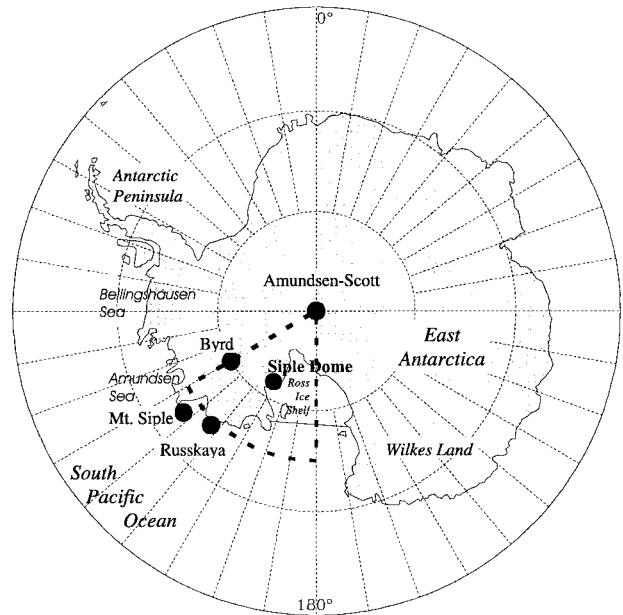 0°
Antarctic
Peninsula
Amundsen-Scott
Bellingshausen
Sea
East
Antarctica
Byrd
Siple Dome
Ross
Ice
Shelf
Amundsen
Sea
Mt. Siple
Russkaya
Wilkes Land
South
Pacific
Ocean
180°